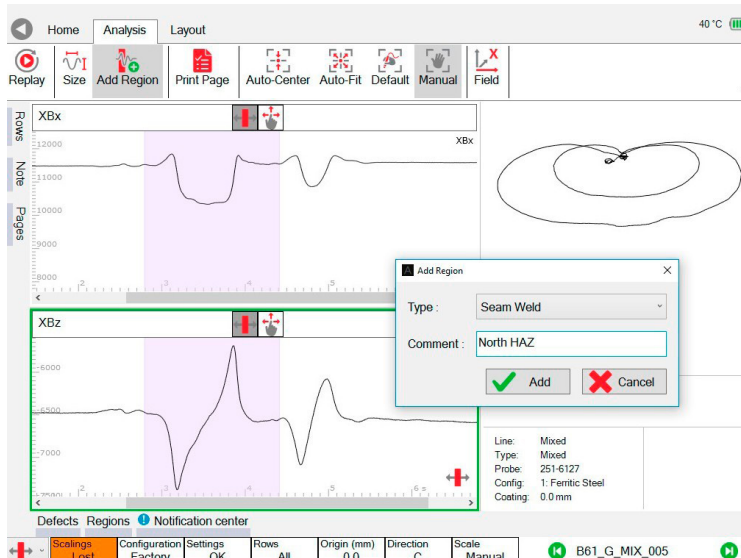 Home Analysis Layout 40 °C
Replay Size Add Region Print Page Auto-Center Auto-Fit Default Manual Field
Rows
Note
Pages
XBx
XBx
12000
11000
10000
9000
8000
2 3 4 5
XBz
-6000
-6500
-7000
-7500
2 3 4 5 6 s
Add Region
Type : Seam Weld
Comment : North HAZ
Add Cancel
Line: Mixed
Type: Mixed
Probe: 251-6127
Config: 1: Ferritic Steel
Coating: 0.0 mm
Defects Regions Notification center
Scalings Configuration Settings Rows Origin (mm) Direction Scale
Lost Factory OK All 0.0 C Manual
B61_G_MIX_005